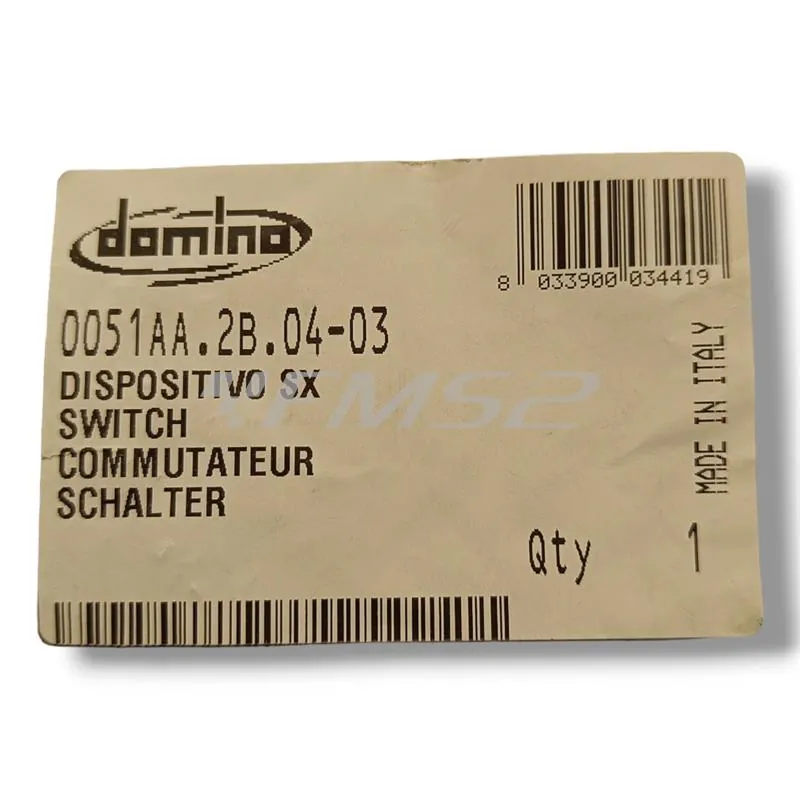 domino
8 033900 034419
0051AA.2B.04-03
DISPOSITIVO SX
SWITCH
COMMUTATEUR
SCHALTER
MADE IN ITALY
Qty 1